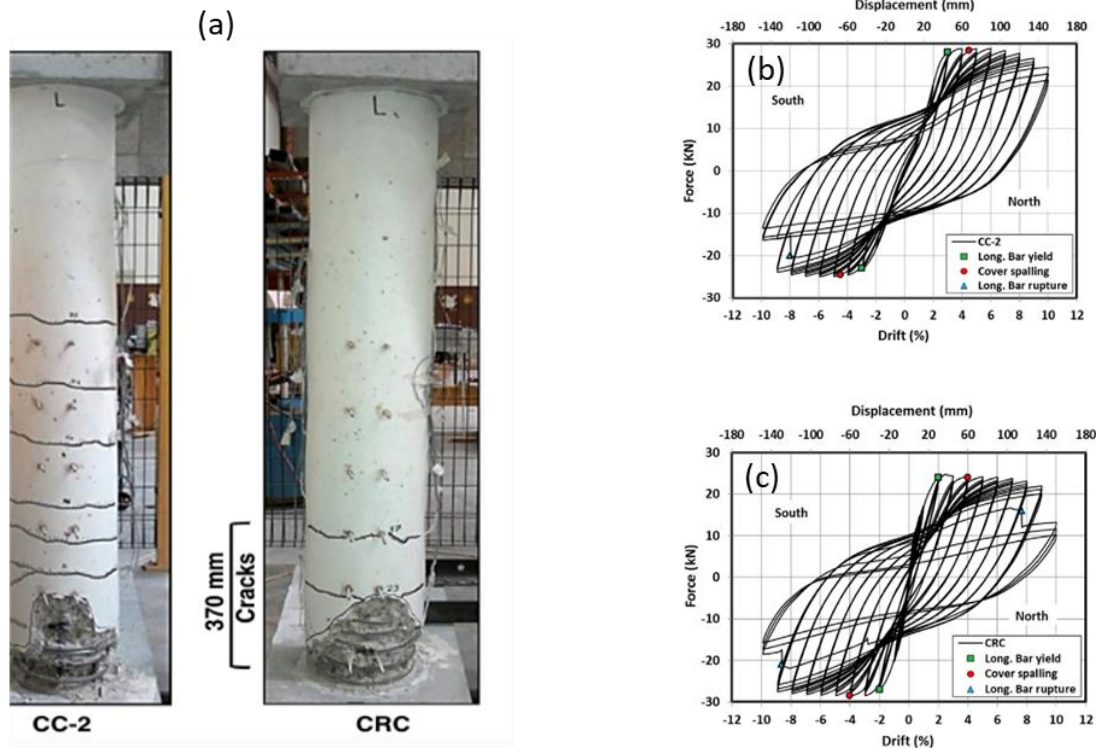 (a)
L
L
370 mm
Cracks
CC-2
CRC
Displacement (mm)
-180 -140 -100 -60 -20 20 60 100 140 180
(b)
South
North
Force (KN)
30
20
10
0
-10
-20
-30
CC-2
Long. Bar yield
Cover spalling
Long. Bar rupture
-12 -10 -8 -6 -4 -2 0 2 4 6 8 10 12
Drift (%)
Displacement (mm)
-180 -140 -100 -60 -20 20 60 100 140 180
(c)
South
North
Force (kN)
30
20
10
0
-10
-20
-30
CRC
Long. Bar yield
Cover spalling
Long. Bar rupture
-12 -10 -8 -6 -4 -2 0 2 4 6 8 10 12
Drift (%)